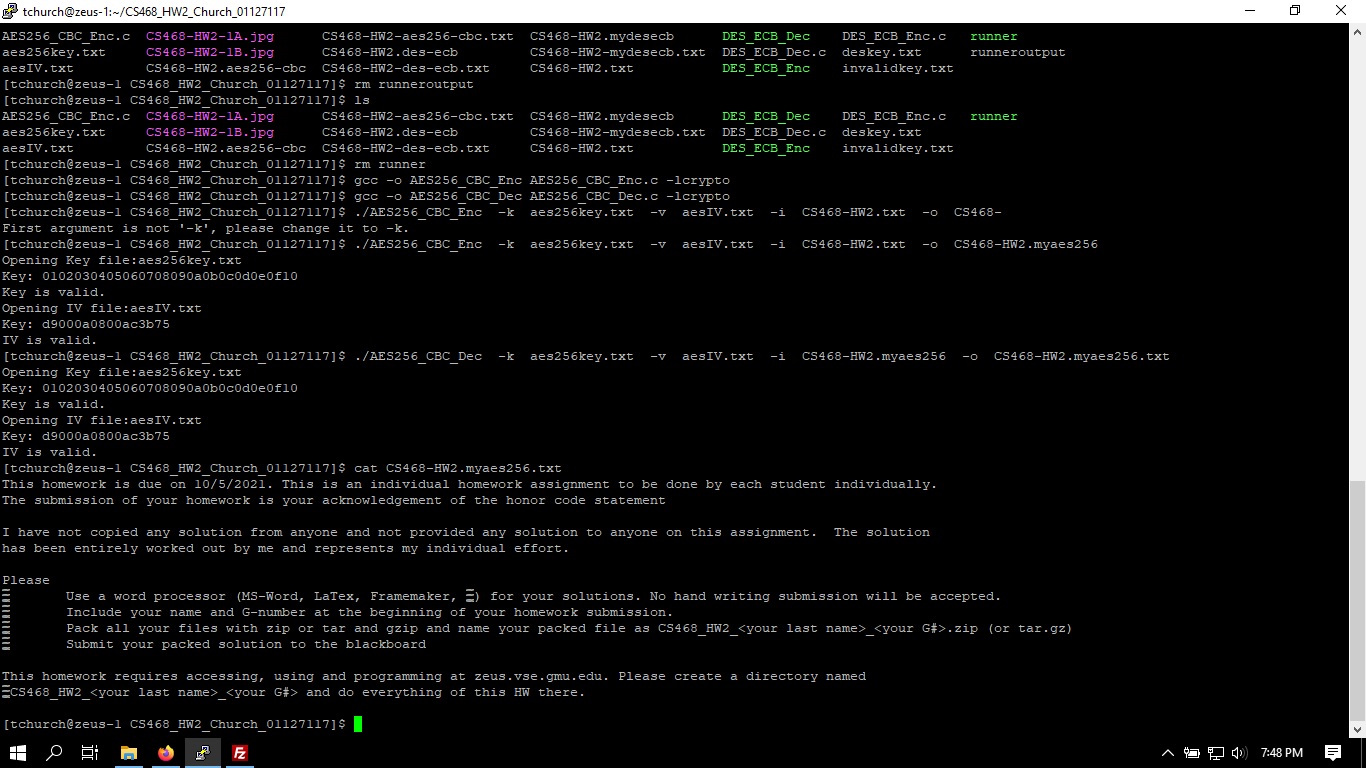 tchurch@zeus-1:~/CS468_HW2_Church_01127117
AES256_CBC_Enc.c  CS468-HW2-1A.jpg      CS468-HW2-aes256-cbc.txt  CS468-HW2.mydesecb      DES_ECB_Dec    DES_ECB_Enc.c   runner
aes256key.txt     CS468-HW2-1B.jpg      CS468-HW2.des-ecb         CS468-HW2-mydesecb.txt  DES_ECB_Dec.c  deskey.txt      runneroutput
aesIV.txt         CS468-HW2.aes256-cbc  CS468-HW2-des-ecb.txt     CS468-HW2.txt           DES_ECB_Enc    invalidkey.txt
[tchurch@zeus-1 CS468_HW2_Church_01127117]$ rm runneroutput
[tchurch@zeus-1 CS468_HW2_Church_01127117]$ ls
AES256_CBC_Enc.c  CS468-HW2-1A.jpg      CS468-HW2-aes256-cbc.txt  CS468-HW2.mydesecb      DES_ECB_Dec    DES_ECB_Enc.c   runner
aes256key.txt     CS468-HW2-1B.jpg      CS468-HW2.des-ecb         CS468-HW2-mydesecb.txt  DES_ECB_Dec.c  deskey.txt
aesIV.txt         CS468-HW2.aes256-cbc  CS468-HW2-des-ecb.txt     CS468-HW2.txt           DES_ECB_Enc    invalidkey.txt
[tchurch@zeus-1 CS468_HW2_Church_01127117]$ rm runner
[tchurch@zeus-1 CS468_HW2_Church_01127117]$ gcc -o AES256_CBC_Enc AES256_CBC_Enc.c -lcrypto
[tchurch@zeus-1 CS468_HW2_Church_01127117]$ gcc -o AES256_CBC_Dec AES256_CBC_Dec.c -lcrypto
[tchurch@zeus-1 CS468_HW2_Church_01127117]$ ./AES256_CBC_Enc  –k  aes256key.txt  –v  aesIV.txt  –i  CS468-HW2.txt  –o  CS468-
First argument is not '-k', please change it to -k.
[tchurch@zeus-1 CS468_HW2_Church_01127117]$ ./AES256_CBC_Enc  -k  aes256key.txt  -v  aesIV.txt  -i  CS468-HW2.txt  -o  CS468-HW2.myaes256
Opening Key file:aes256key.txt
Key: 0102030405060708090a0b0c0d0e0f10
Key is valid.
Opening IV file:aesIV.txt
Key: d9000a0800ac3b75
IV is valid.
[tchurch@zeus-1 CS468_HW2_Church_01127117]$ ./AES256_CBC_Dec  -k  aes256key.txt  -v  aesIV.txt  -i  CS468-HW2.myaes256  -o  CS468-HW2.myaes256.txt
Opening Key file:aes256key.txt
Key: 0102030405060708090a0b0c0d0e0f10
Key is valid.
Opening IV file:aesIV.txt
Key: d9000a0800ac3b75
IV is valid.
[tchurch@zeus-1 CS468_HW2_Church_01127117]$ cat CS468-HW2.myaes256.txt
This homework is due on 10/5/2021. This is an individual homework assignment to be done by each student individually.
The submission of your homework is your acknowledgement of the honor code statement
I have not copied any solution from anyone and not provided any solution to anyone on this assignment.  The solution
has been entirely worked out by me and represents my individual effort.
Please
Use a word processor (MS-Word, LaTex, Framemaker, ) for your solutions. No hand writing submission will be accepted.
Include your name and G-number at the beginning of your homework submission.
Pack all your files with zip or tar and gzip and name your packed file as CS468_HW2_<your last name>_<your G#>.zip (or tar.gz)
Submit your packed solution to the blackboard
This homework requires accessing, using and programming at zeus.vse.gmu.edu. Please create a directory named
CS468_HW2_<your last name>_<your G#> and do everything of this HW there.
[tchurch@zeus-1 CS468_HW2_Church_01127117]$
7:48 PM